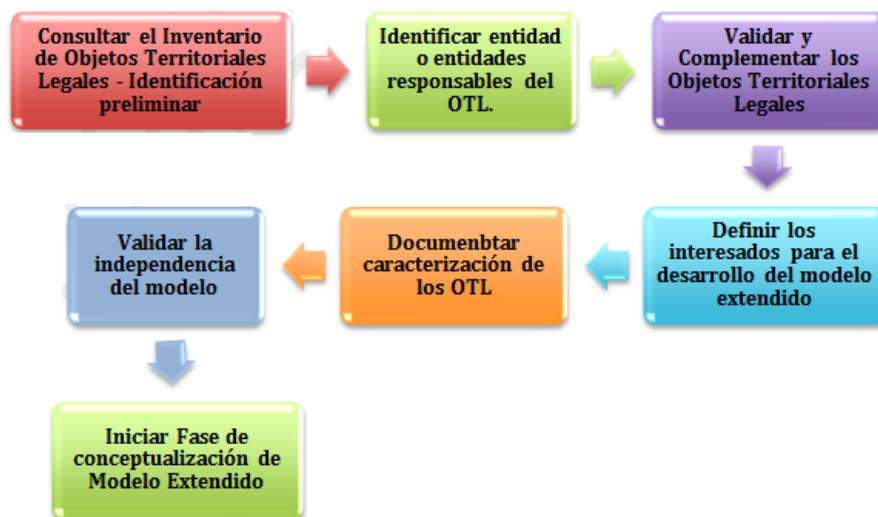 Consultar el Inventario
de Objetos Territoriales
Legales - Identificación
preliminar
Identificar entidad
o entidades
responsables del
OTL.
Validar y
Complementar los
Objetos Territoriales
Legales
Definir los
interesados para el
desarrollo del modelo
extendido
Documenbtar
caracterización de
los OTL
Validar la
independencia
del modelo
Iniciar Fase de
conceptualización de
Modelo Extendido